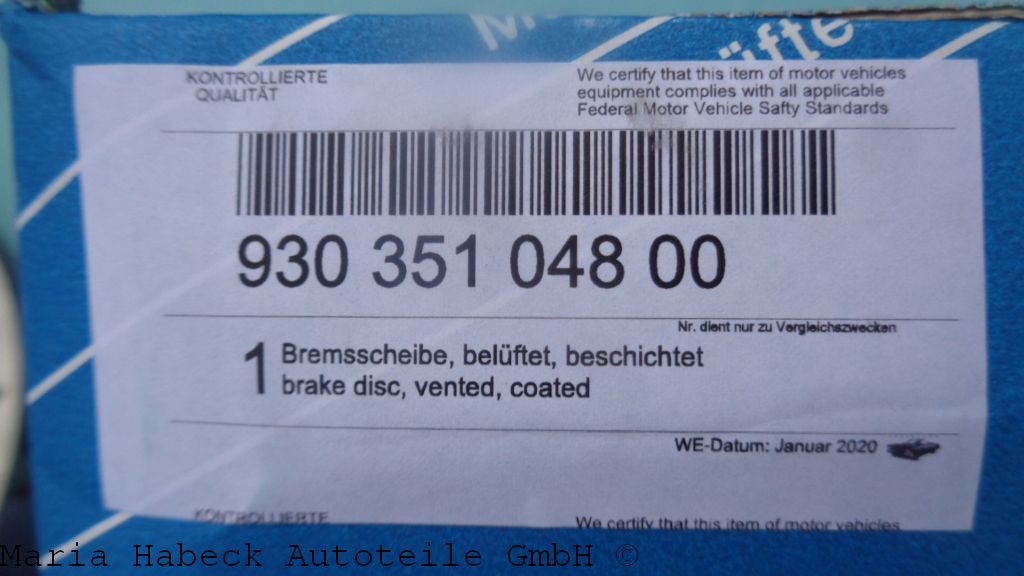 üfte
KONTROLLIERTE
QUALITÄT
We certify that this item of motor vehicles
equipment complies with all applicable
Federal Motor Vehicle Safty Standards
930 351 048 00
Nr. dient nur zu Vergleichszwecken
1 Bremsscheibe, belüftet, beschichtet
brake disc, vented, coated
WE-Datum: Januar 2020
KONTROLLIERTE
We certify that this item of motor vehicles
Maria Habeck Autoteile GmbH ©